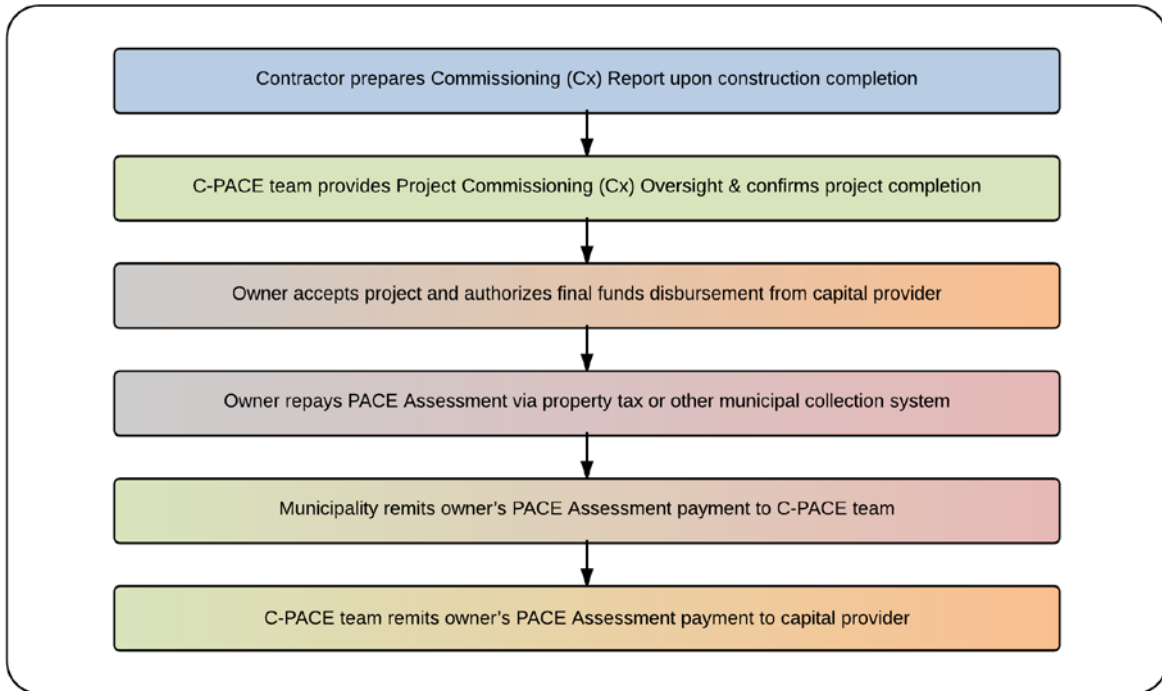 Contractor prepares Commissioning (Cx) Report upon construction completion
C-PACE team provides Project Commissioning (Cx) Oversight & confirms project completion
Owner accepts project and authorizes final funds disbursement from capital provider
Owner repays PACE Assessment via property tax or other municipal collection system
Municipality remits owner's PACE Assessment payment to C-PACE team
C-PACE team remits owner's PACE Assessment payment to capital provider